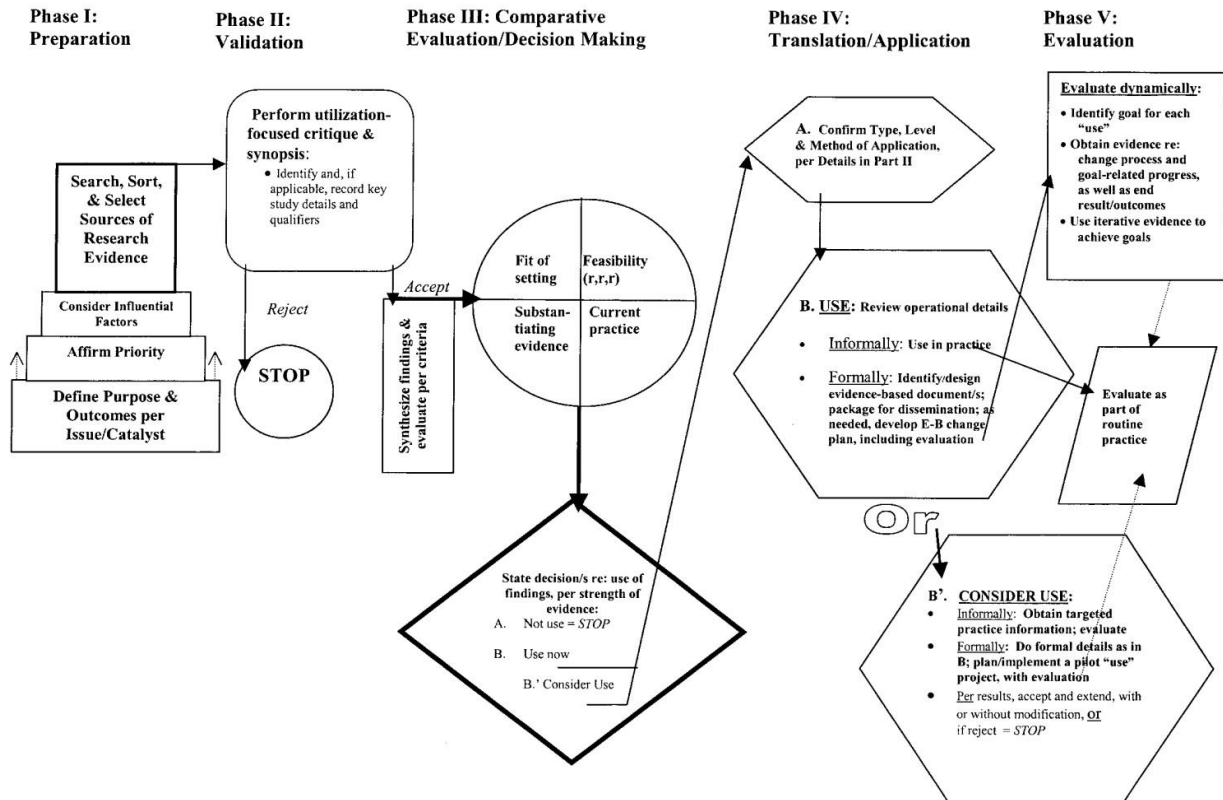 Phase I:
Preparation
Phase II:
Validation
Phase III: Comparative
Evaluation/Decision Making
Phase IV:
Translation/Application
Phase V:
Evaluation
Search, Sort,
& Select
Sources of
Research
Evidence
Consider Influential
Factors
Affirm Priority
Define Purpose &
Outcomes per
Issue/Catalyst
Perform utilization-
focused critique &
synopsis:
• Identify and, if
applicable, record key
study details and
qualifiers
Reject
STOP
Accept
Synthesize findings &
evaluate per criteria
Fit of
setting
Feasibility
(r,r,r)
Substan-
tiating
evidence
Current
practice
State decision/s re: use of
findings, per strength of
evidence:
A. Not use = STOP
B. Use now
B.' Consider Use
A. Confirm Type, Level
& Method of Application,
per Details in Part II
B. USE: Review operational details
• Informally: Use in practice
• Formally: Identify/design
evidence-based document/s;
package for dissemination; as
needed, develop E-B change
plan, including evaluation
Or
B'. CONSIDER USE:
• Informally: Obtain targeted
practice information; evaluate
• Formally: Do formal details as in
B; plan/implement a pilot "use"
project, with evaluation
• Per results, accept and extend, with
or without modification, or
if reject = STOP
Evaluate dynamically:
• Identify goal for each
"use"
• Obtain evidence re:
change process and
goal-related progress,
as well as end
result/outcomes
• Use iterative evidence to
achieve goals
Evaluate as
part of
routine
practice